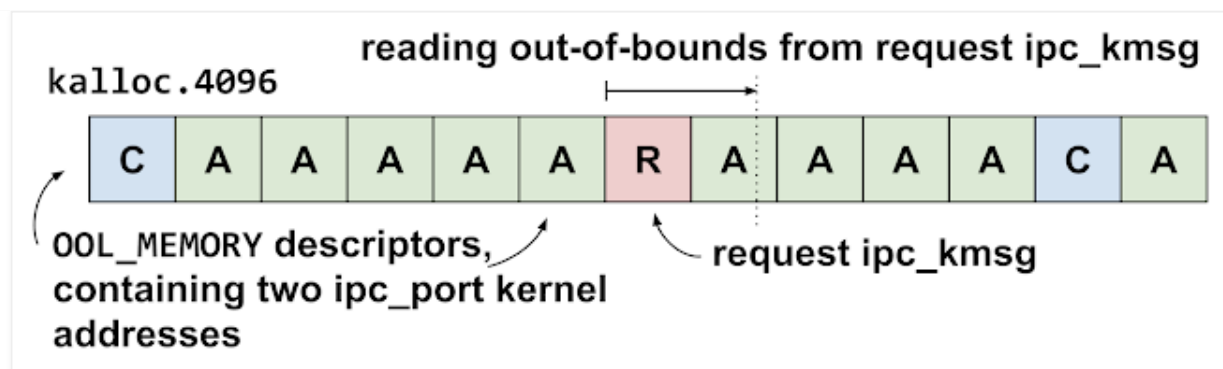 reading out-of-bounds from request ipc_kmsg
kalloc.4096
C A A A A A R A A A A C A
OOL_MEMORY descriptors,
containing two ipc_port kernel
addresses
request ipc_kmsg